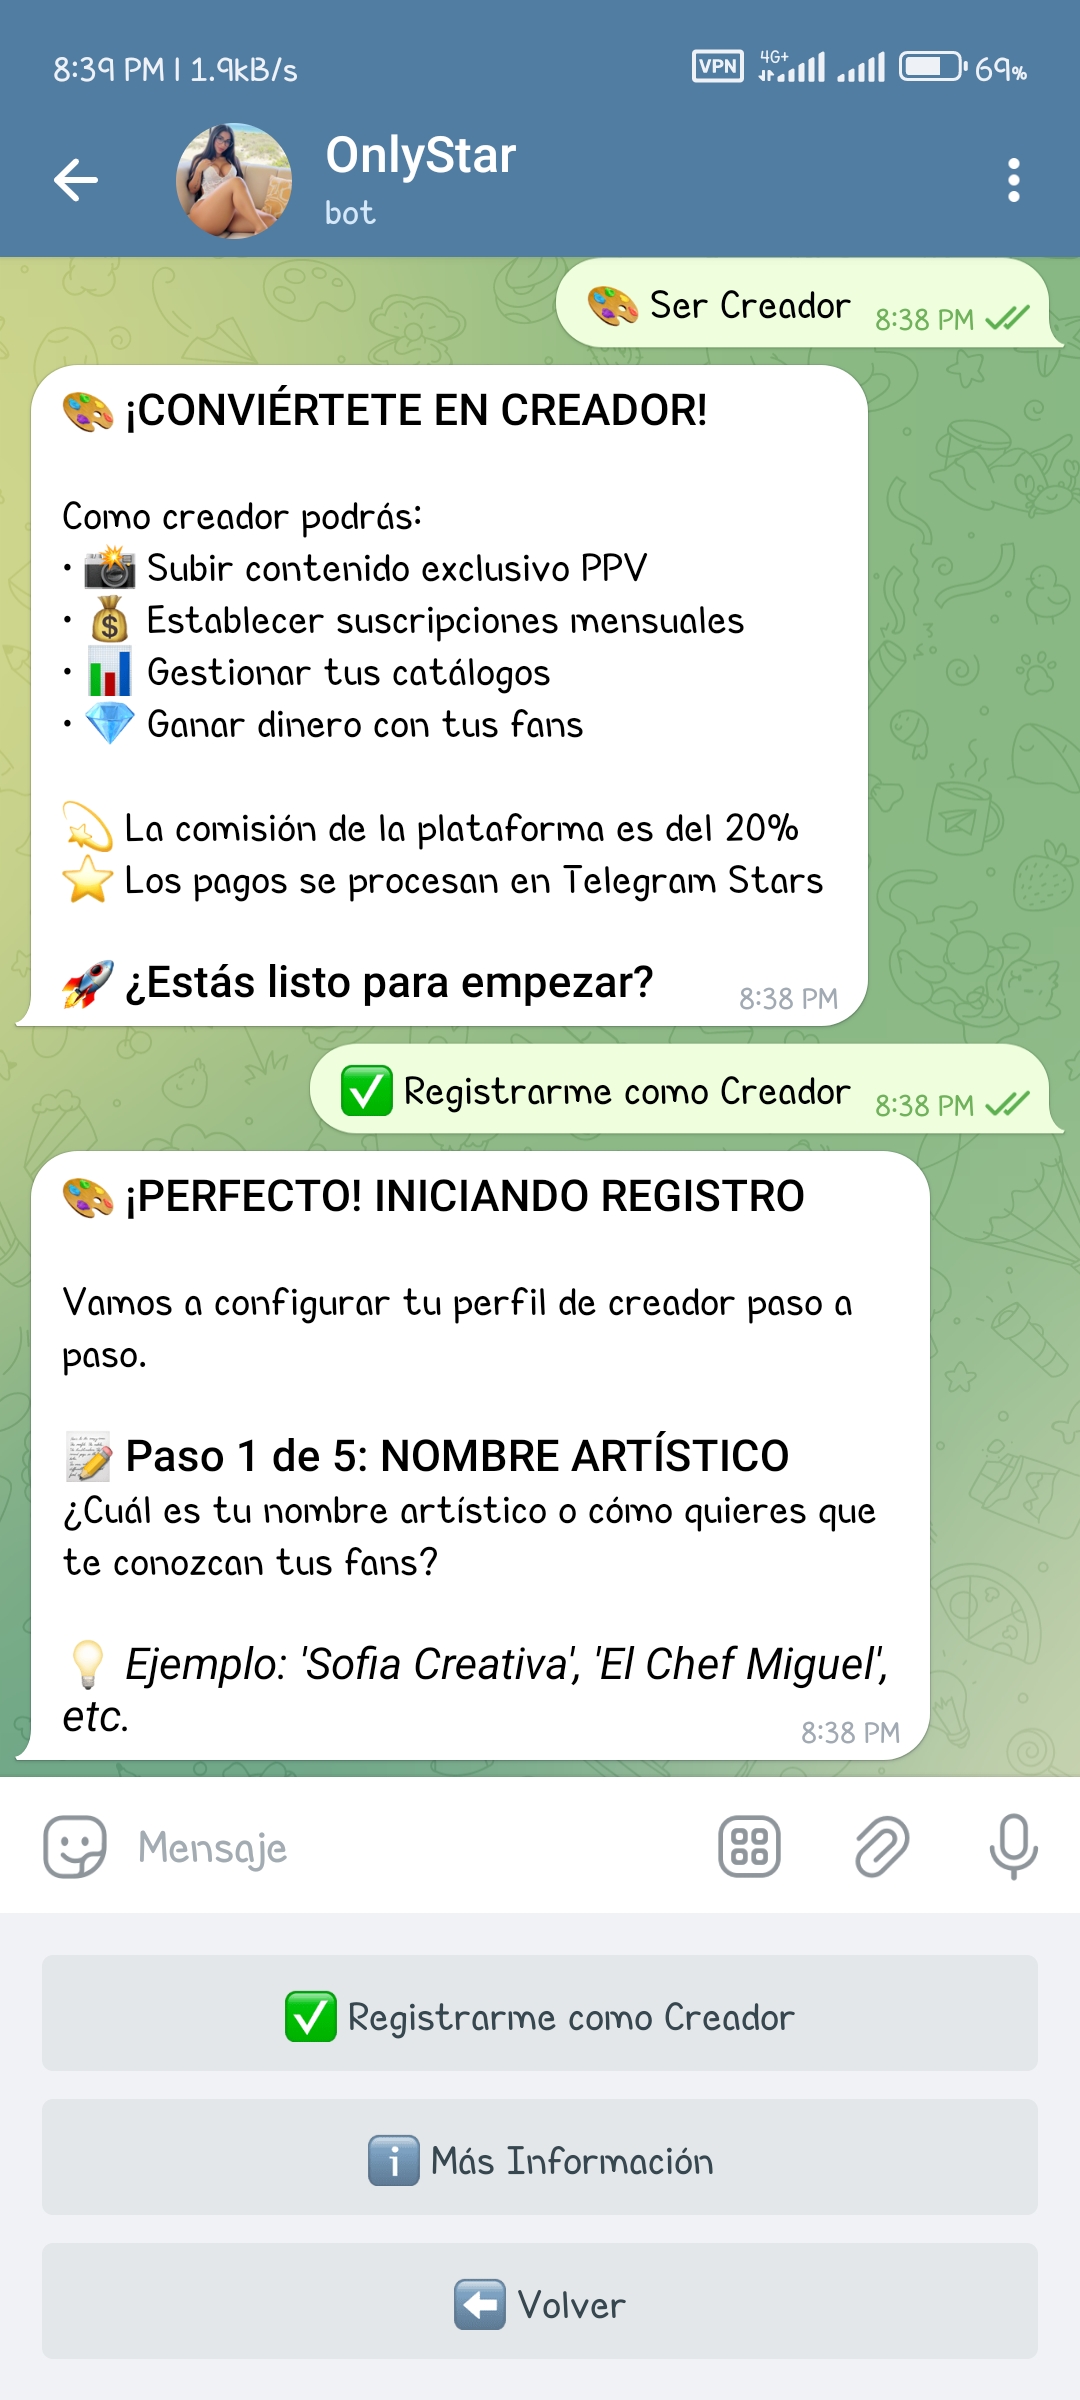 8:39 PM | 1.9kB/s
VPN 4G+ 69%
OnlyStar
bot
🎨 Ser Creador 8:38 PM
🎨 ¡CONVIÉRTETE EN CREADOR!
Como creador podrás:
• 📸 Subir contenido exclusivo PPV
• 💰 Establecer suscripciones mensuales
• 📊 Gestionar tus catálogos
• 💎 Ganar dinero con tus fans
💫 La comisión de la plataforma es del 20%
⭐ Los pagos se procesan en Telegram Stars
🚀 ¿Estás listo para empezar?
8:38 PM
✅ Registrarme como Creador 8:38 PM
🎨 ¡PERFECTO! INICIANDO REGISTRO
Vamos a configurar tu perfil de creador paso a
paso.
📝 Paso 1 de 5: NOMBRE ARTÍSTICO
¿Cuál es tu nombre artístico o cómo quieres que
te conozcan tus fans?
💡 Ejemplo: 'Sofia Creativa', 'El Chef Miguel',
etc.
8:38 PM
Mensaje
✅ Registrarme como Creador
ℹ️ Más Información
⬅️ Volver